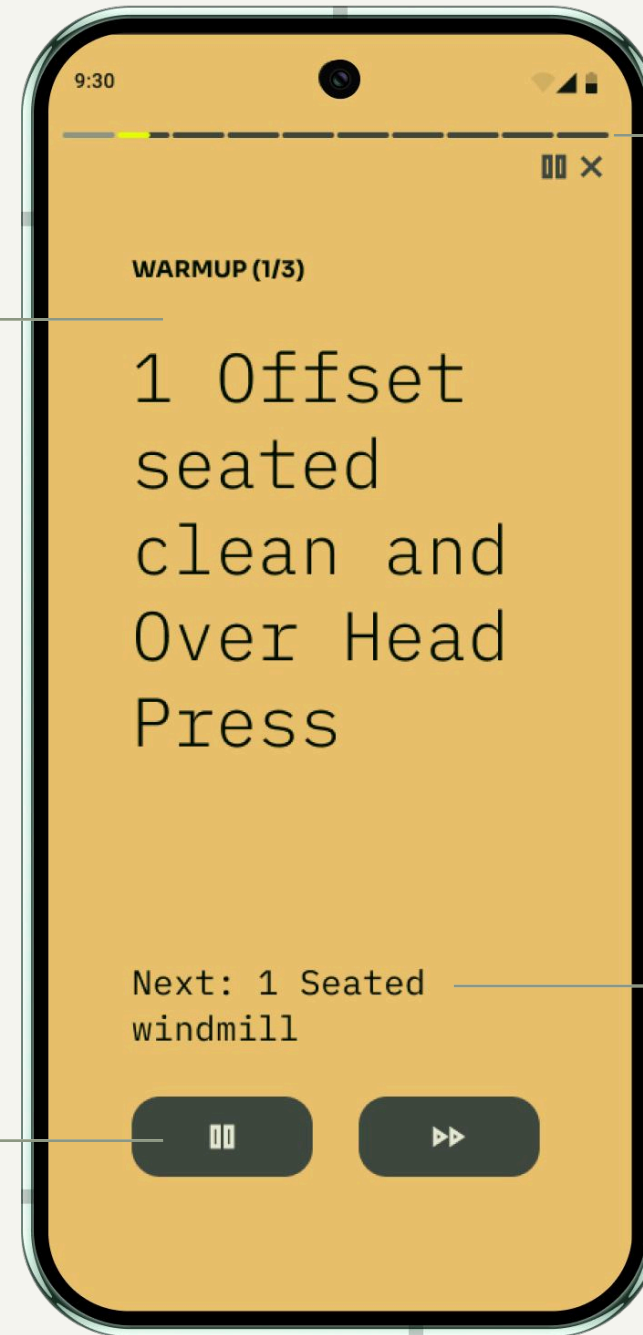 9:30
WARMUP (1/3)
1 Offset
seated
clean and
Over Head
Press
Next: 1 Seated
windmill